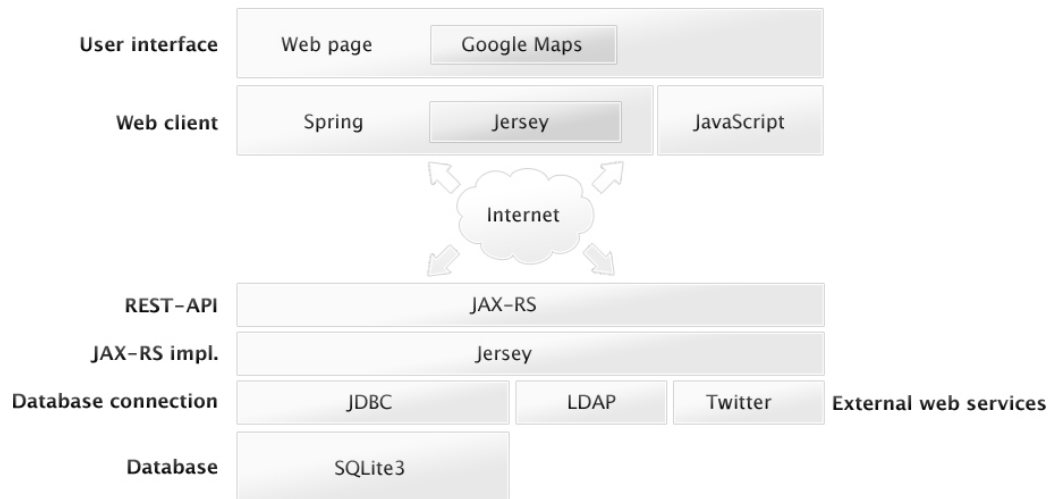 User interface Web page Google Maps
Web client Spring Jersey JavaScript
Internet
REST-API JAX-RS
JAX-RS impl. Jersey
Database connection JDBC LDAP Twitter External web services
Database SQLite3